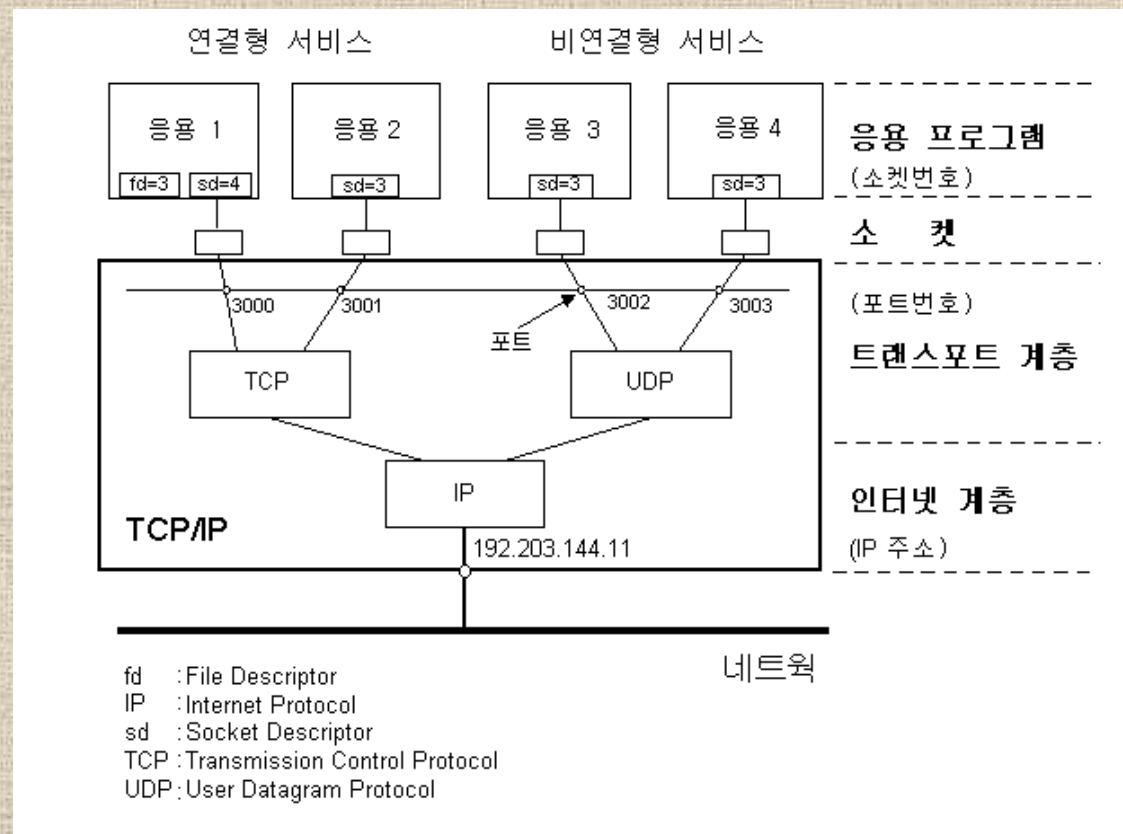 연결형 서비스
비연결형 서비스
응용 1
응용 2
응용 3
응용 4
fd=3
sd=4
sd=3
sd=3
sd=3
응용 프로그램
(소켓번호)
소 켓
3000
3001
3002
3003
포트
(포트번호)
트랜스포트 계층
TCP
UDP
IP
인터넷 계층
(IP 주소)
TCP/IP
192.203.144.11
네트웍
fd :File Descriptor
IP :Internet Protocol
sd :Socket Descriptor
TCP :Transmission Control Protocol
UDP :User Datagram Protocol